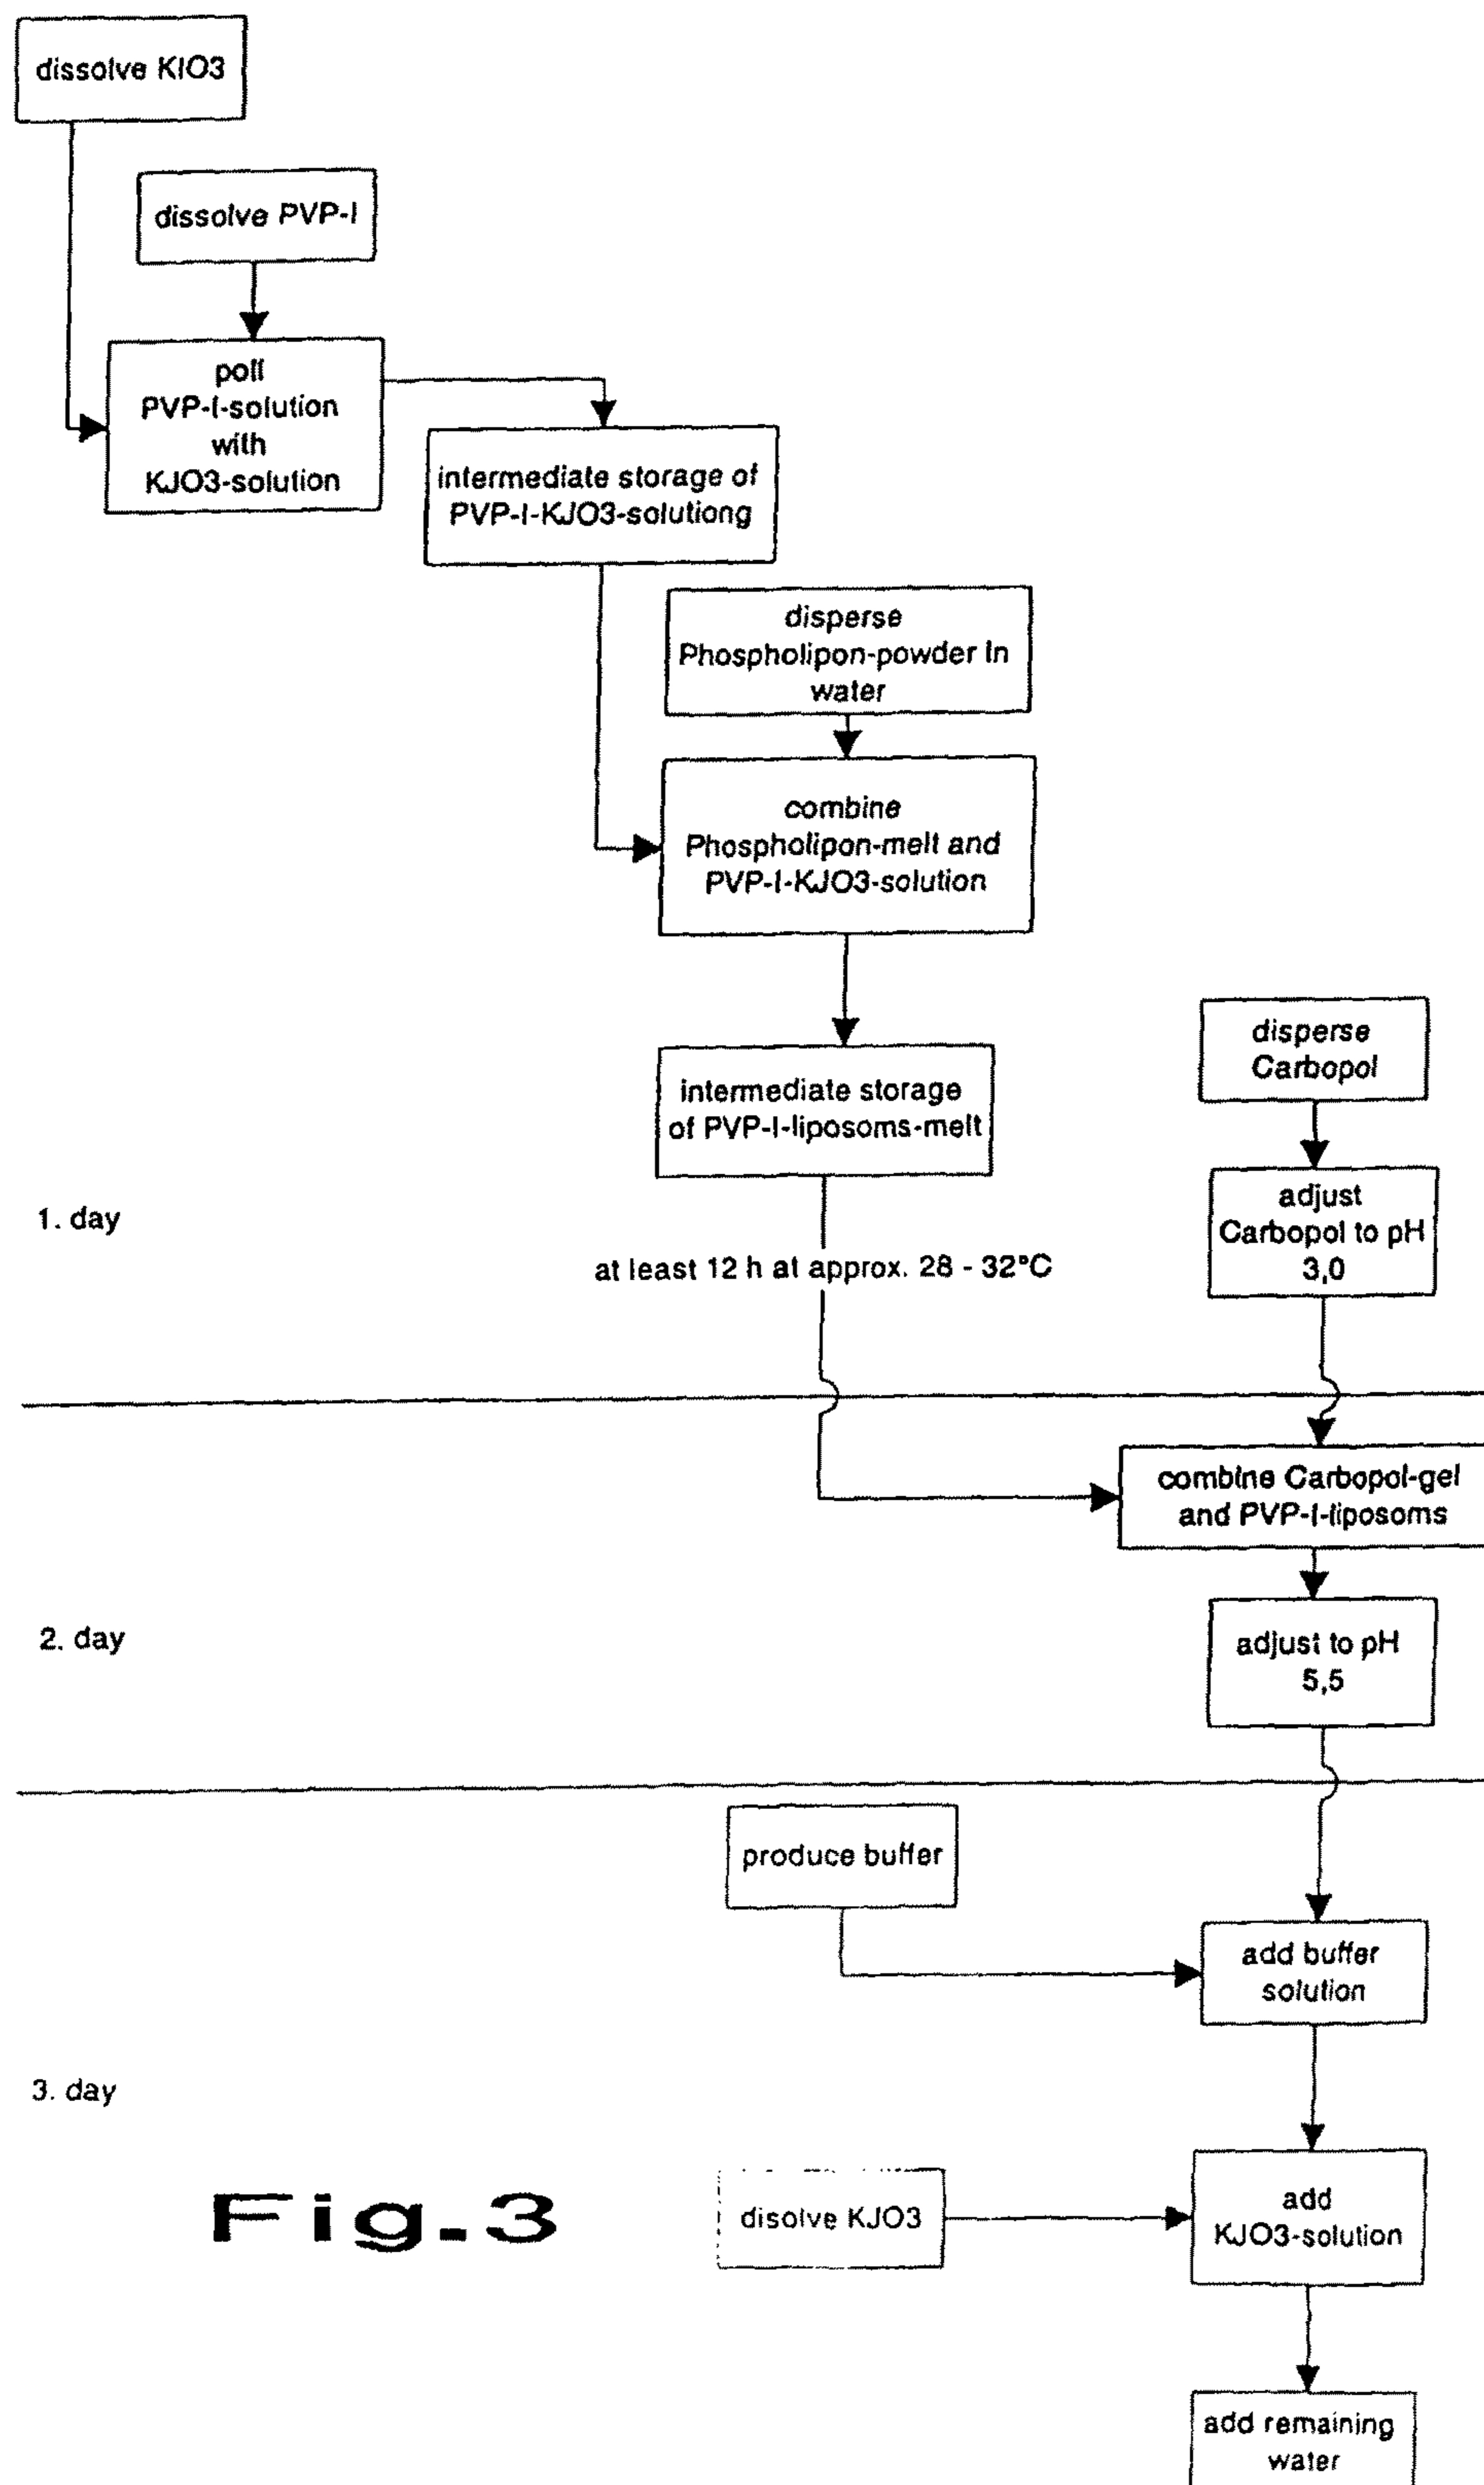 dissolve KIO3
dissolve PVP-I
poll
PVP-I-solution
with
KJO3-solution
intermediate storage of
PVP-I-KJO3-solutiong
disperse
Phospholipon-powder in
water
combine
Phospholipon-melt and
PVP-I-KJO3-solution
intermediate storage
of PVP-I-liposoms-melt
disperse
Carbopol
adjust
Carbopol to pH
3,0
1. day
at least 12 h at approx. 28 - 32°C
combine Carbopol-gel
and PVP-I-liposoms
2. day
adjust to pH
5,5
produce buffer
add buffer
solution
3. day
disolve KJO3
add
KJO3-solution
Fig.3
add remaining
water